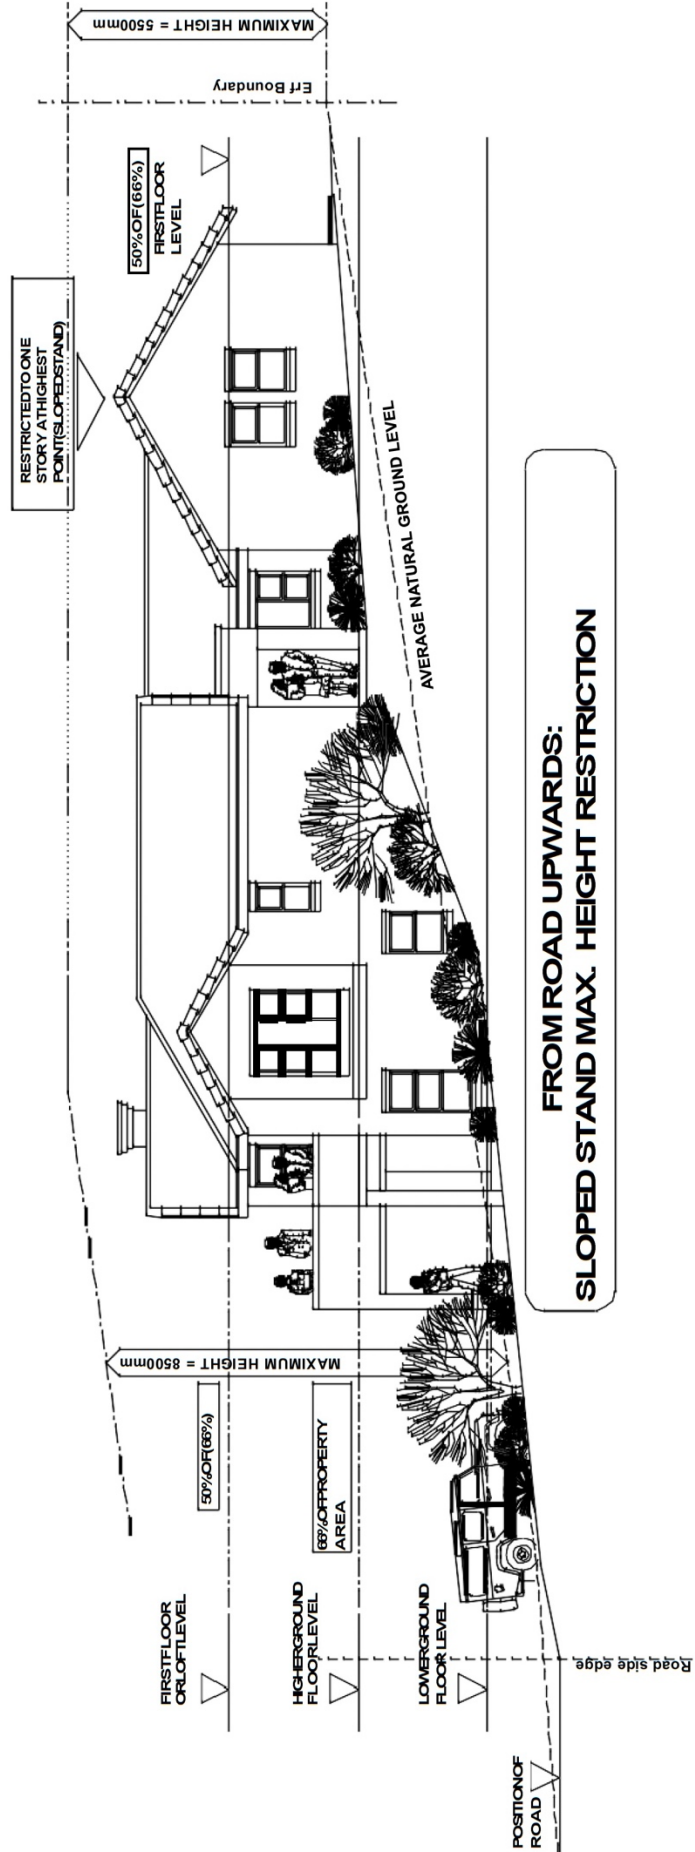 MAXIMUM HEIGHT = 5500mm
Erf Boundary
50%OF(66%)
FIRSTFLOOR
LEVEL
RESTRICTEDTO ONE
STORY ATHIGHEST
POINT(SLOPEDSTAND)
AVERAGE NATURAL GROUND LEVEL
MAXIMUM HEIGHT = 8500mm
50%OF(66%)
66%OFPROPERTY
AREA
FIRSTFLOOR
ORLOFTLEVEL
HIGHERGROUND
FLOORLEVEL
LOWERGROUND
FLOOR LEVEL
Road side edge
POSITIONOF
ROAD
FROM ROAD UPWARDS:
SLOPED STAND MAX. HEIGHT RESTRICTION